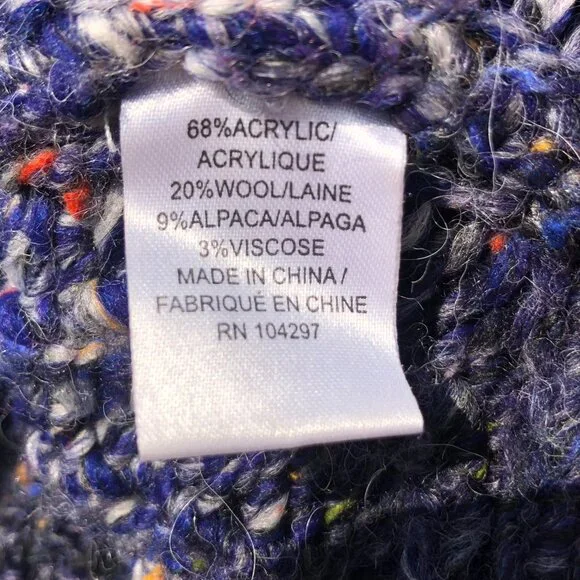 68%ACRYLIC/
ACRYLIQUE
20%WOOL/LAINE
9%ALPACA/ALPAGA
3%VISCOSE
MADE IN CHINA/
FABRIQUÉ EN CHINE
RN 104297